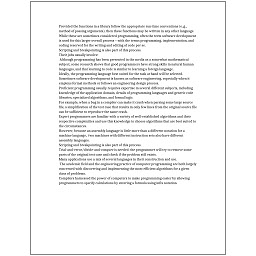 Provided the functions in a library follow the appropriate run-time conventions (e.g.,
method of passing arguments), then these functions may be written in any other language.
While these are sometimes considered programming, often the term software development
is used for this larger overall process – with the terms programming, implementation, and
coding reserved for the writing and editing of code per se.
Scripting and breakpointing is also part of this process.
Their jobs usually involve:
Although programming has been presented in the media as a somewhat mathematical
subject, some research shows that good programmers have strong skills in natural human
languages, and that learning to code is similar to learning a foreign language.
Ideally, the programming language best suited for the task at hand will be selected.
Sometimes software development is known as software engineering, especially when it
employs formal methods or follows an engineering design process.
Proficient programming usually requires expertise in several different subjects, including
knowledge of the application domain, details of programming languages and generic code
libraries, specialized algorithms, and formal logic.
For example, when a bug in a compiler can make it crash when parsing some large source
file, a simplification of the test case that results in only few lines from the original source file
can be sufficient to reproduce the same crash.
Expert programmers are familiar with a variety of well-established algorithms and their
respective complexities and use this knowledge to choose algorithms that are best suited to
the circumstances.
However, because an assembly language is little more than a different notation for a
machine language, two machines with different instruction sets also have different
assembly languages.
Scripting and breakpointing is also part of this process.
Trial-and-error/divide-and-conquer is needed: the programmer will try to remove some
parts of the original test case and check if the problem still exists.
Many applications use a mix of several languages in their construction and use.
The academic field and the engineering practice of computer programming are both largely
concerned with discovering and implementing the most efficient algorithms for a given
class of problems.
Compilers harnessed the power of computers to make programming easier by allowing
programmers to specify calculations by entering a formula using infix notation.